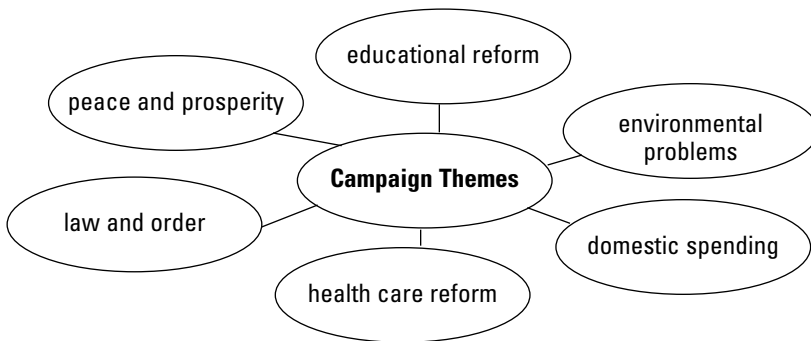 educational reform
peace and prosperity
environmental
problems
Campaign Themes
law and order
domestic spending
health care reform